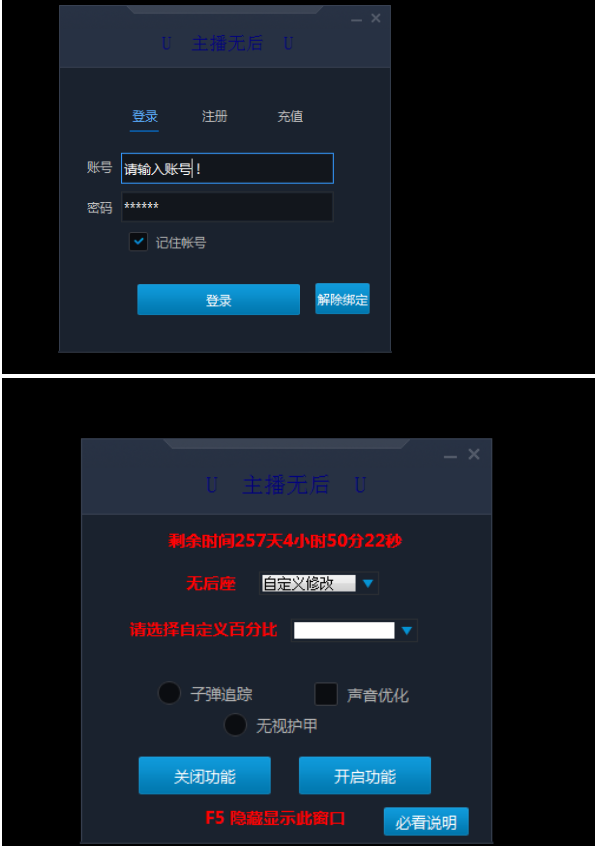 U 主播无后 U
登录 注册 充值
账号 请输入账号！
密码 ******
记住帐号
登录 解除绑定
U 主播无后 U
剩余时间257天4小时50分22秒
无后座 自定义修改
请选择自定义百分比
子弹追踪 声音优化
无视护甲
关闭功能 开启功能
F5 隐藏显示此窗口 必看说明